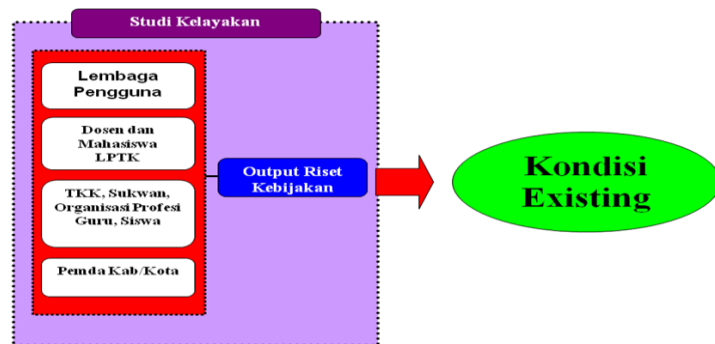 Studi Kelayakan
Lembaga
Pengguna
Dosen dan
Mahasiswa
LPTK
TKK, Sukwan,
Organisasi Profesi
Guru, Siswa
Pemda Kab/Kota
Output Riset
Kebijakan
Kondisi
Existing